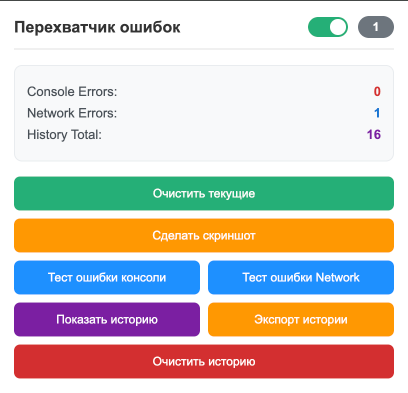 Перехватчик ошибок 1
Console Errors: 0
Network Errors: 1
History Total: 16
Очистить текущие
Сделать скриншот
Тест ошибки консоли Тест ошибки Network
Показать историю Экспорт истории
Очистить историю